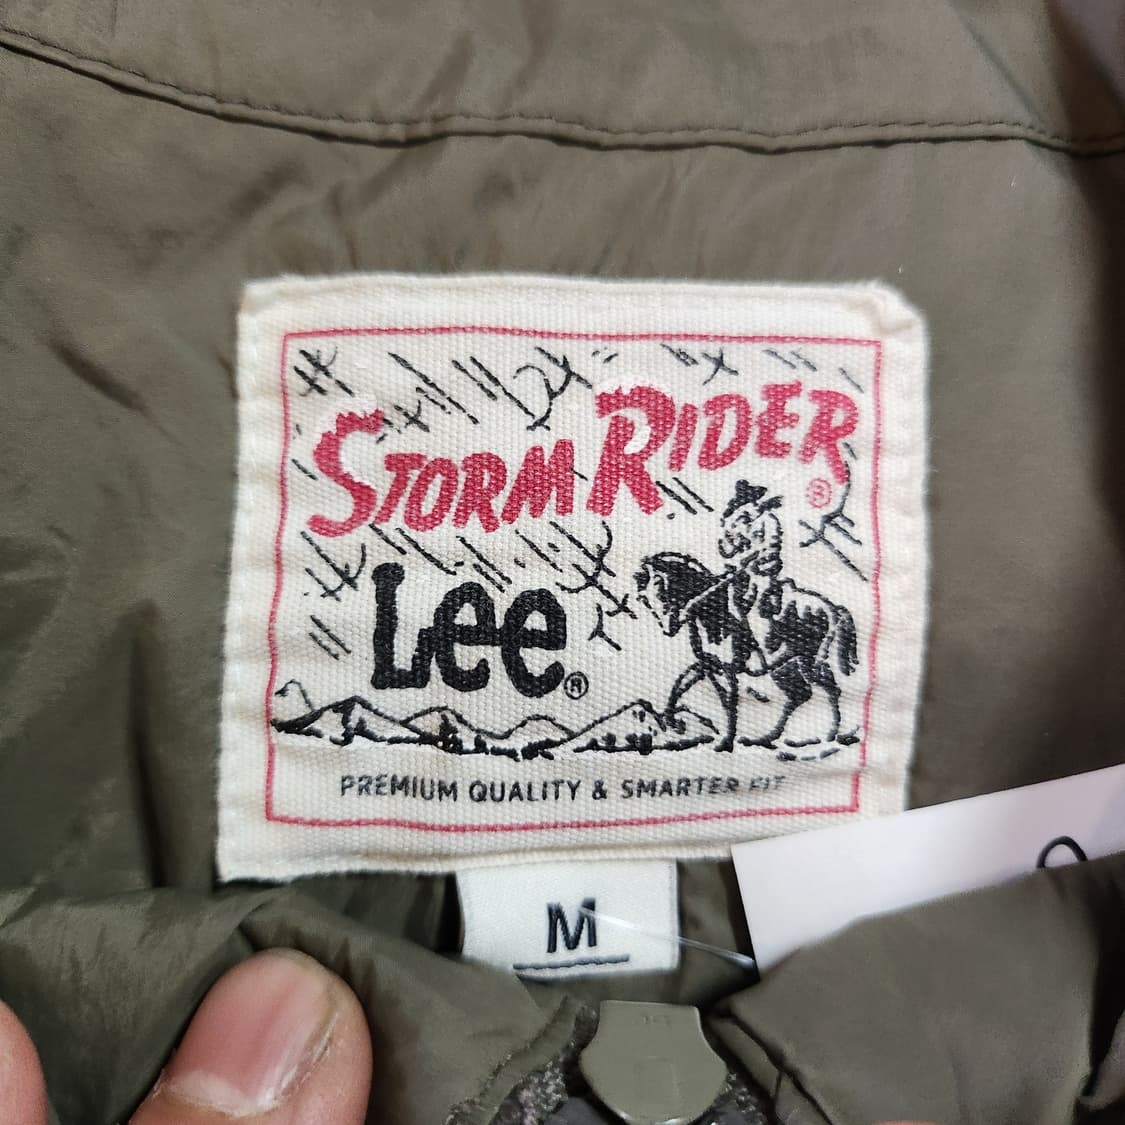 STORM RIDER ®
Lee ®
PREMIUM QUALITY & SMARTER FIT
M